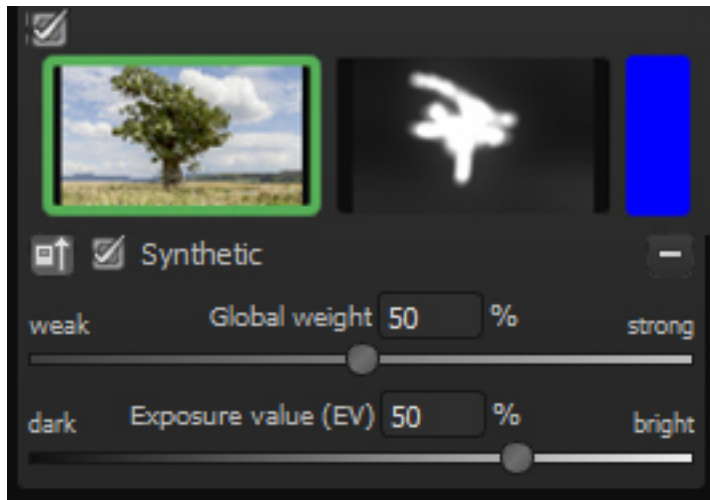 Synthetic
weak Global weight 50 % strong
dark Exposure value (EV) 50 % bright